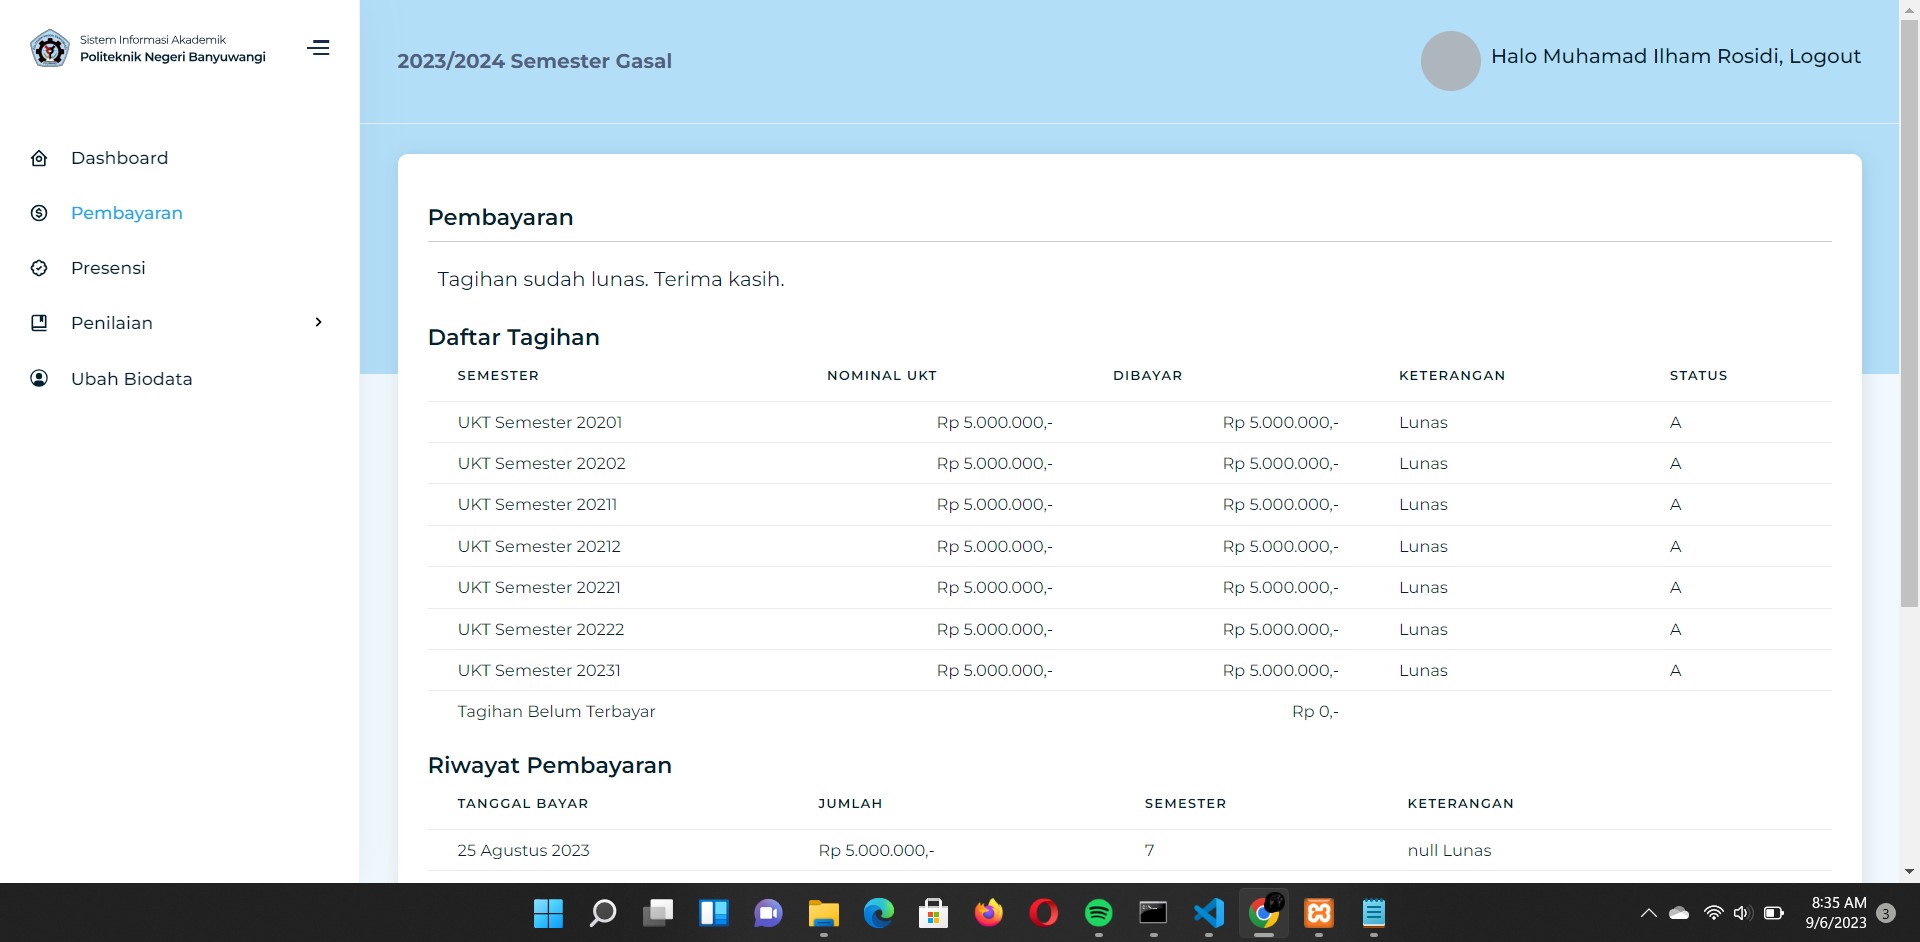 Sistem Informasi Akademik
Politeknik Negeri Banyuwangi
2023/2024 Semester Gasal
Halo Muhamad Ilham Rosidi, Logout
Dashboard
Pembayaran
Presensi
Penilaian
Ubah Biodata
Pembayaran
Tagihan sudah lunas. Terima kasih.
Daftar Tagihan
SEMESTER NOMINAL UKT DIBAYAR KETERANGAN STATUS
UKT Semester 20201 Rp 5.000.000,- Rp 5.000.000,- Lunas A
UKT Semester 20202 Rp 5.000.000,- Rp 5.000.000,- Lunas A
UKT Semester 20211 Rp 5.000.000,- Rp 5.000.000,- Lunas A
UKT Semester 20212 Rp 5.000.000,- Rp 5.000.000,- Lunas A
UKT Semester 20221 Rp 5.000.000,- Rp 5.000.000,- Lunas A
UKT Semester 20222 Rp 5.000.000,- Rp 5.000.000,- Lunas A
UKT Semester 20231 Rp 5.000.000,- Rp 5.000.000,- Lunas A
Tagihan Belum Terbayar Rp 0,-
Riwayat Pembayaran
TANGGAL BAYAR JUMLAH SEMESTER KETERANGAN
25 Agustus 2023 Rp 5.000.000,- 7 null Lunas
8:35 AM
9/6/2023
3